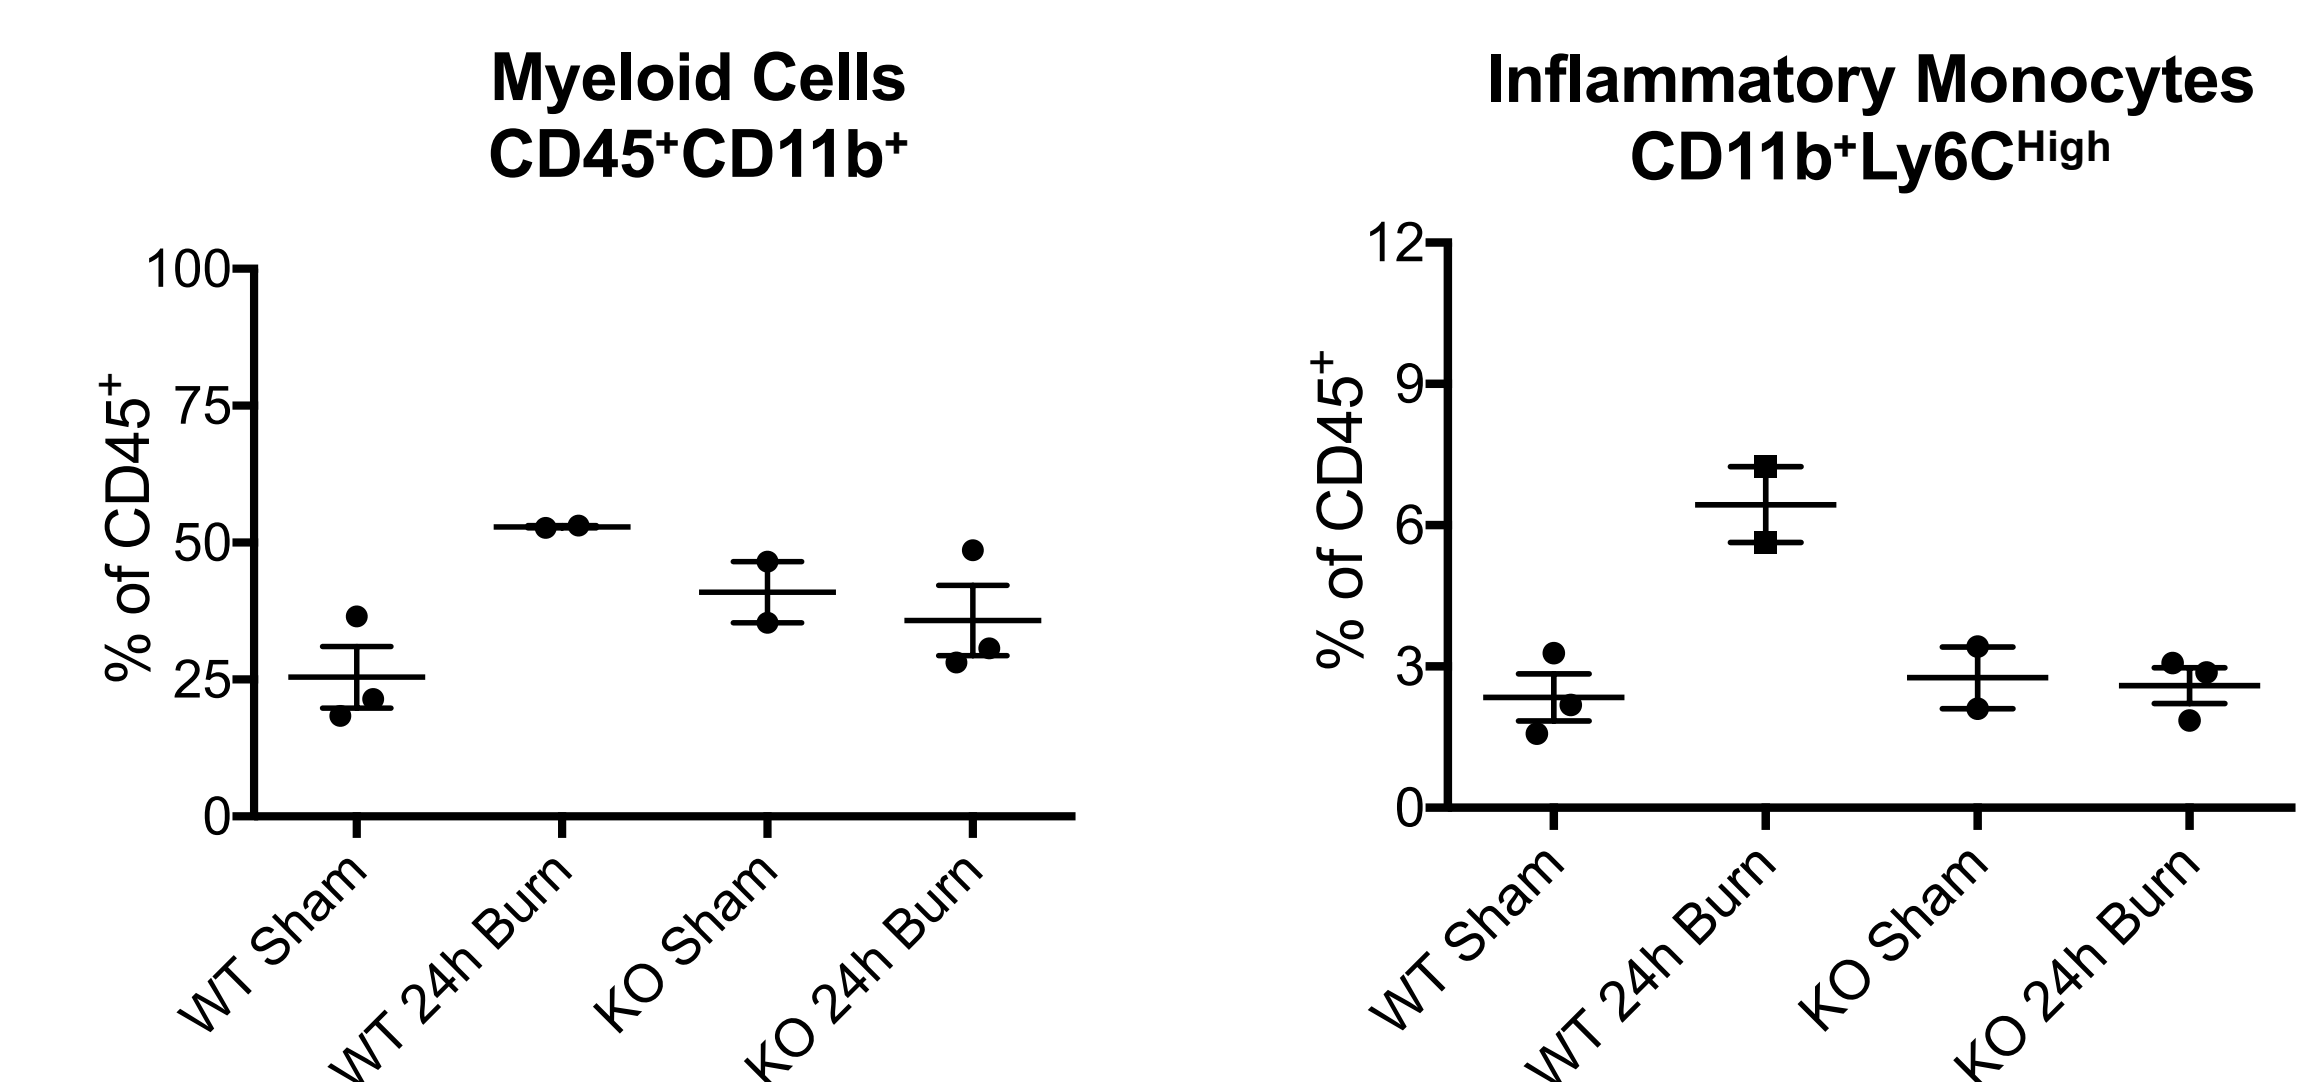 Myeloid Cells
CD45⁺CD11b⁺
% of CD45⁺
100
75
50
25
0
WT Sham
WT 24h Burn
KO Sham
KO 24h Burn
Inflammatory Monocytes
CD11b⁺Ly6Cᴴⁱᵍʰ
% of CD45⁺
12
9
6
3
0
WT Sham
WT 24h Burn
KO Sham
KO 24h Burn